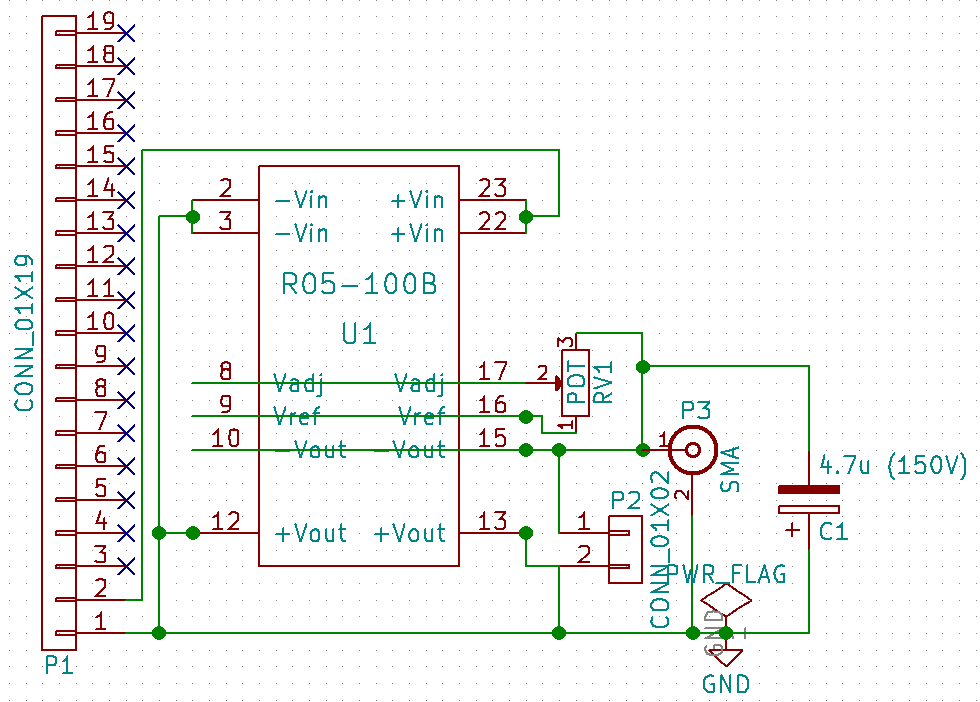 19
18
17
16
15
14
13
12
11
10
9
8
7
6
5
4
3
2
1
CONN_01X19
P1
2 -Vin +Vin 23
3 -Vin +Vin 22
R05-100B
U1
8 Vadj Vadj 17
9 Vref Vref 16
10 -Vout -Vout 15
12 +Vout +Vout 13
3
2
1
POT
RV1
P3
1
2
SMA
P2
1
2
CONN_01X02
4.7u (150V)
+
C1
PWR_FLAG
GND
1
GND